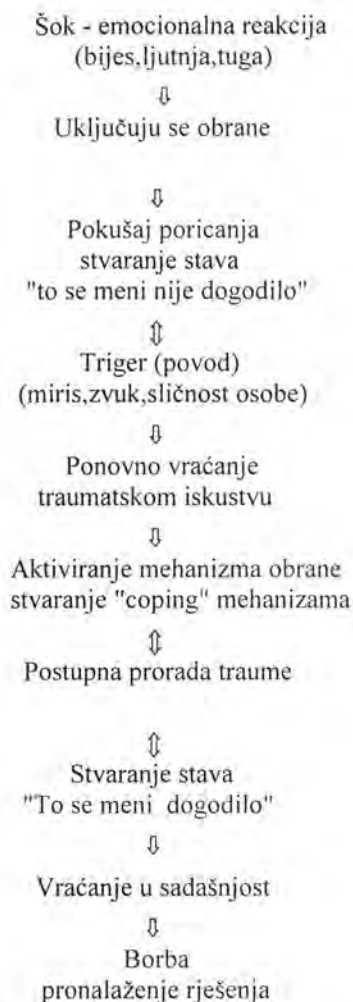 Šok - emocionalna reakcija
(bijes,ljutnja,tuga)
⇩
Uključuju se obrane
⇩
Pokušaj poricanja
stvaranje stava
"to se meni nije dogodilo"
⇕
Triger (povod)
(miris,zvuk,sličnost osobe)
⇩
Ponovno vraćanje
traumatskom iskustvu
⇩
Aktiviranje mehanizma obrane
stvaranje "coping" mehanizama
⇕
Postupna prorada traume
⇕
Stvaranje stava
"To se meni dogodilo"
⇩
Vraćanje u sadašnjost
⇩
Borba
pronalaženje rješenja